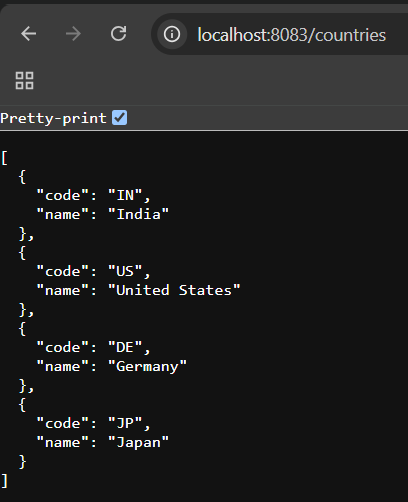 localhost:8083/countries
Pretty-print
[
  {
    "code": "IN",
    "name": "India"
  },
  {
    "code": "US",
    "name": "United States"
  },
  {
    "code": "DE",
    "name": "Germany"
  },
  {
    "code": "JP",
    "name": "Japan"
  }
]